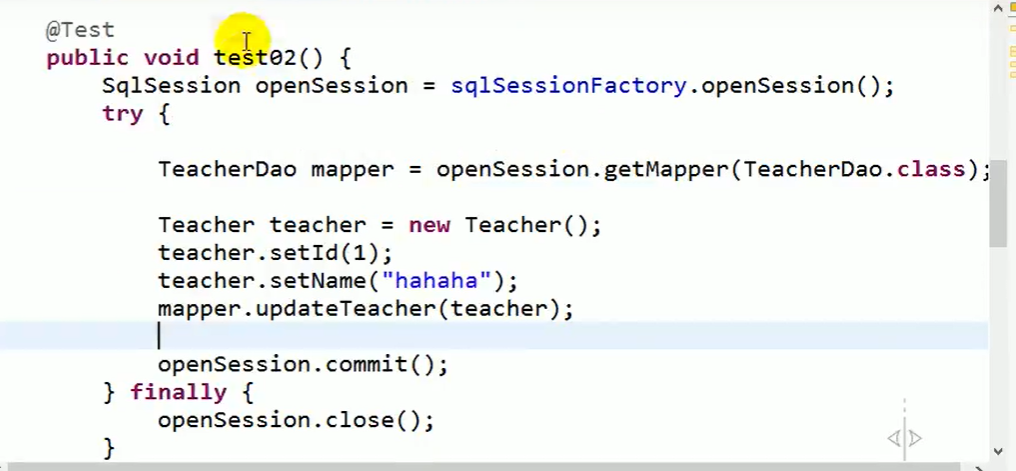 @Test
public void test02() {
SqlSession openSession = sqlSessionFactory.openSession();
try {
TeacherDao mapper = openSession.getMapper(TeacherDao.class);
Teacher teacher = new Teacher();
teacher.setId(1);
teacher.setName("hahaha");
mapper.updateTeacher(teacher);
openSession.commit();
} finally {
openSession.close();
}